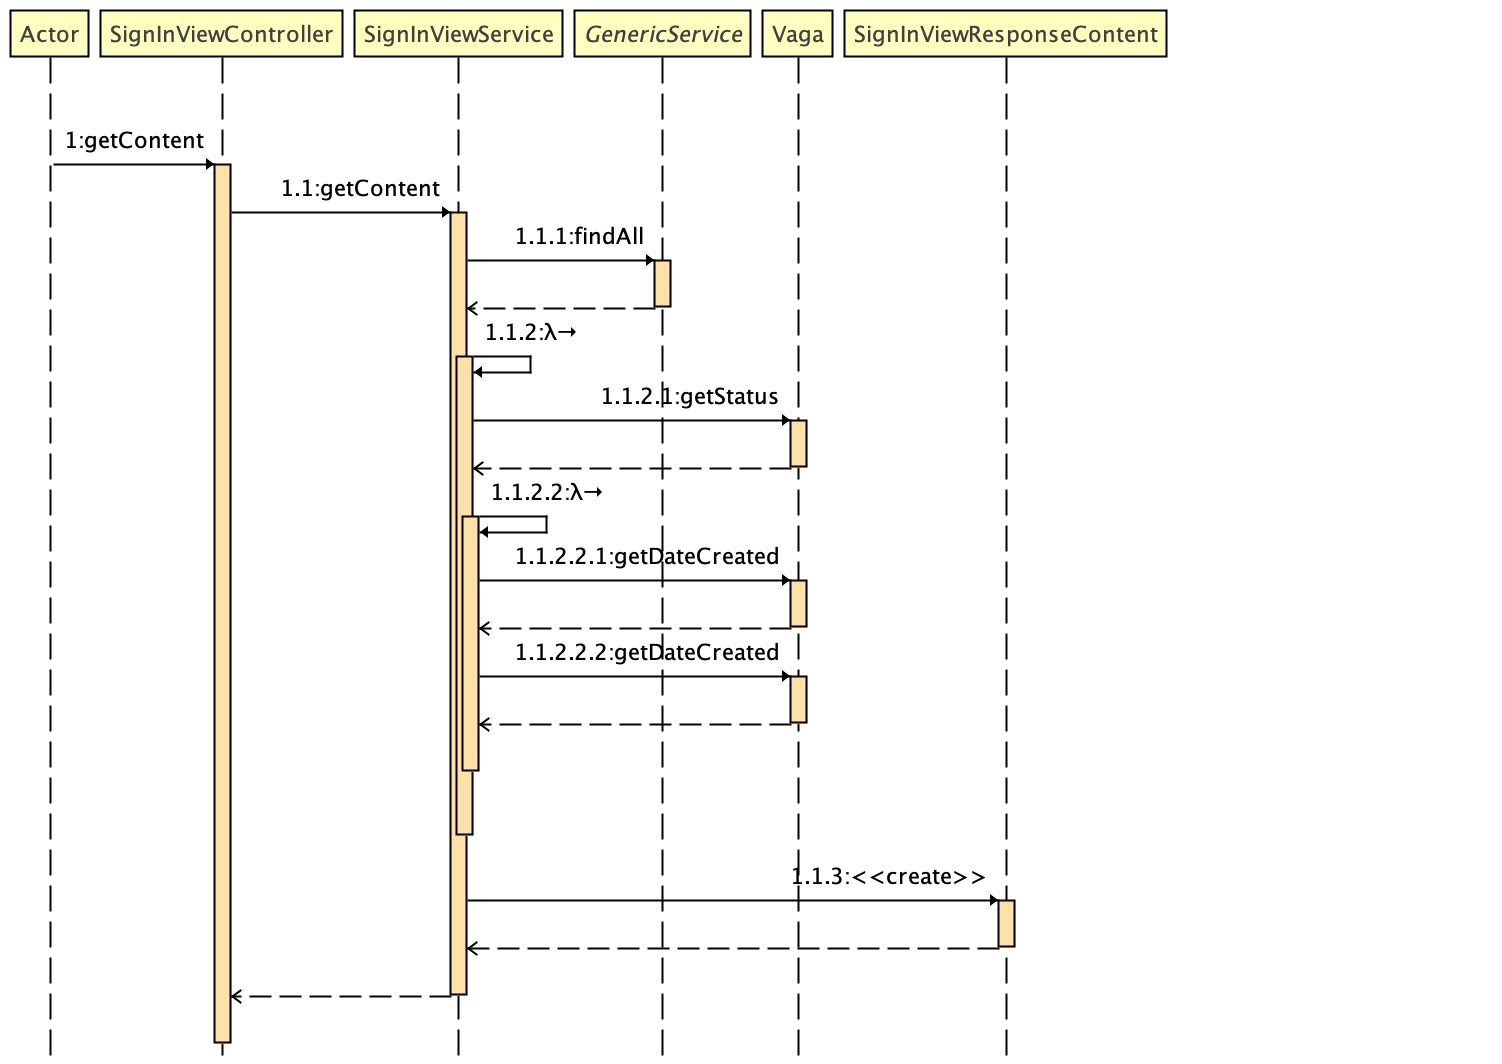 Actor
SignInViewController
SignInViewService
GenericService
Vaga
SignInViewResponseContent
1:getContent
1.1:getContent
1.1.1:findAll
1.1.2:λ→
1.1.2.1:getStatus
1.1.2.2:λ→
1.1.2.2.1:getDateCreated
1.1.2.2.2:getDateCreated
1.1.3:<<create>>